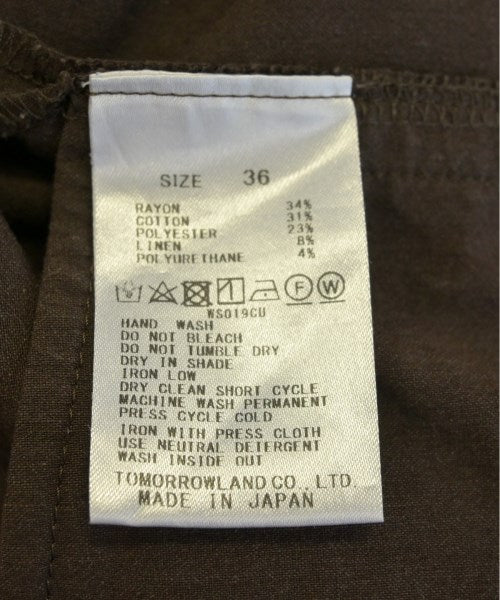 SIZE 36
RAYON 34%
COTTON 31%
POLYESTER 23%
LINEN 8%
POLYURETHANE 4%
F W
WS019CU
HAND WASH
DO NOT BLEACH
DO NOT TUMBLE DRY
DRY IN SHADE
IRON LOW
DRY CLEAN SHORT CYCLE
MACHINE WASH PERMANENT
PRESS CYCLE COLD
IRON WITH PRESS CLOTH
USE NEUTRAL DETERGENT
WASH INSIDE OUT
TOMORROWLAND CO., LTD.
MADE IN JAPAN